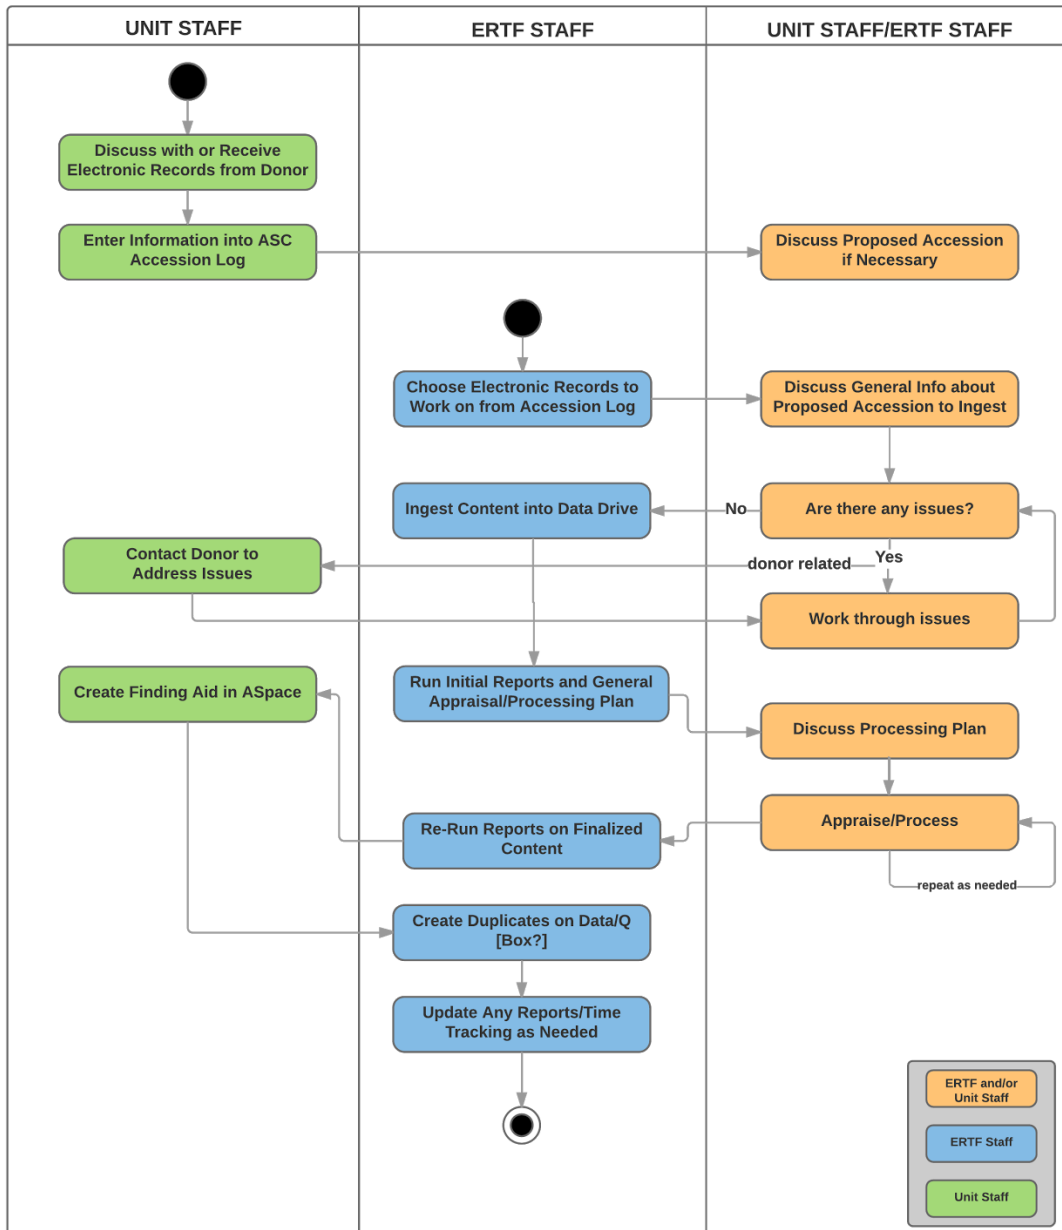 UNIT STAFF
ERTF STAFF
UNIT STAFF/ERTF STAFF
Discuss with or Receive
Electronic Records from Donor
Enter Information into ASC
Accession Log
Discuss Proposed Accession
if Necessary
Choose Electronic Records to
Work on from Accession Log
Discuss General Info about
Proposed Accession to Ingest
Ingest Content into Data Drive
No
Are there any issues?
Contact Donor to
Address Issues
donor related
Yes
Work through issues
Create Finding Aid in ASpace
Run Initial Reports and General
Appraisal/Processing Plan
Discuss Processing Plan
Re-Run Reports on Finalized
Content
Appraise/Process
repeat as needed
Create Duplicates on Data/Q
[Box?]
Update Any Reports/Time
Tracking as Needed
ERTF and/or
Unit Staff
ERTF Staff
Unit Staff